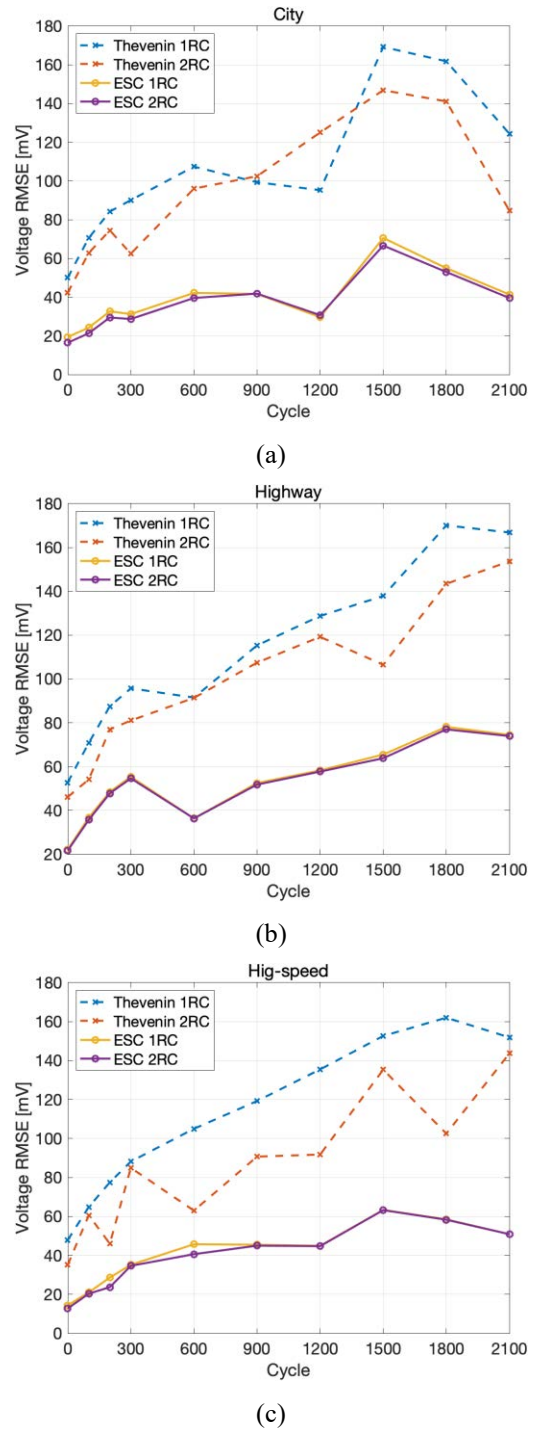 City
Thevenin 1RC
Thevenin 2RC
ESC 1RC
ESC 2RC
Voltage RMSE [mV]
180
160
140
120
100
80
60
40
20
0
0 300 600 900 1200 1500 1800 2100
Cycle
(a)
Highway
Thevenin 1RC
Thevenin 2RC
ESC 1RC
ESC 2RC
Voltage RMSE [mV]
180
160
140
120
100
80
60
40
20
0 300 600 900 1200 1500 1800 2100
Cycle
(b)
Hig-speed
Thevenin 1RC
Thevenin 2RC
ESC 1RC
ESC 2RC
Voltage RMSE [mV]
180
160
140
120
100
80
60
40
20
0
0 300 600 900 1200 1500 1800 2100
Cycle
(c)